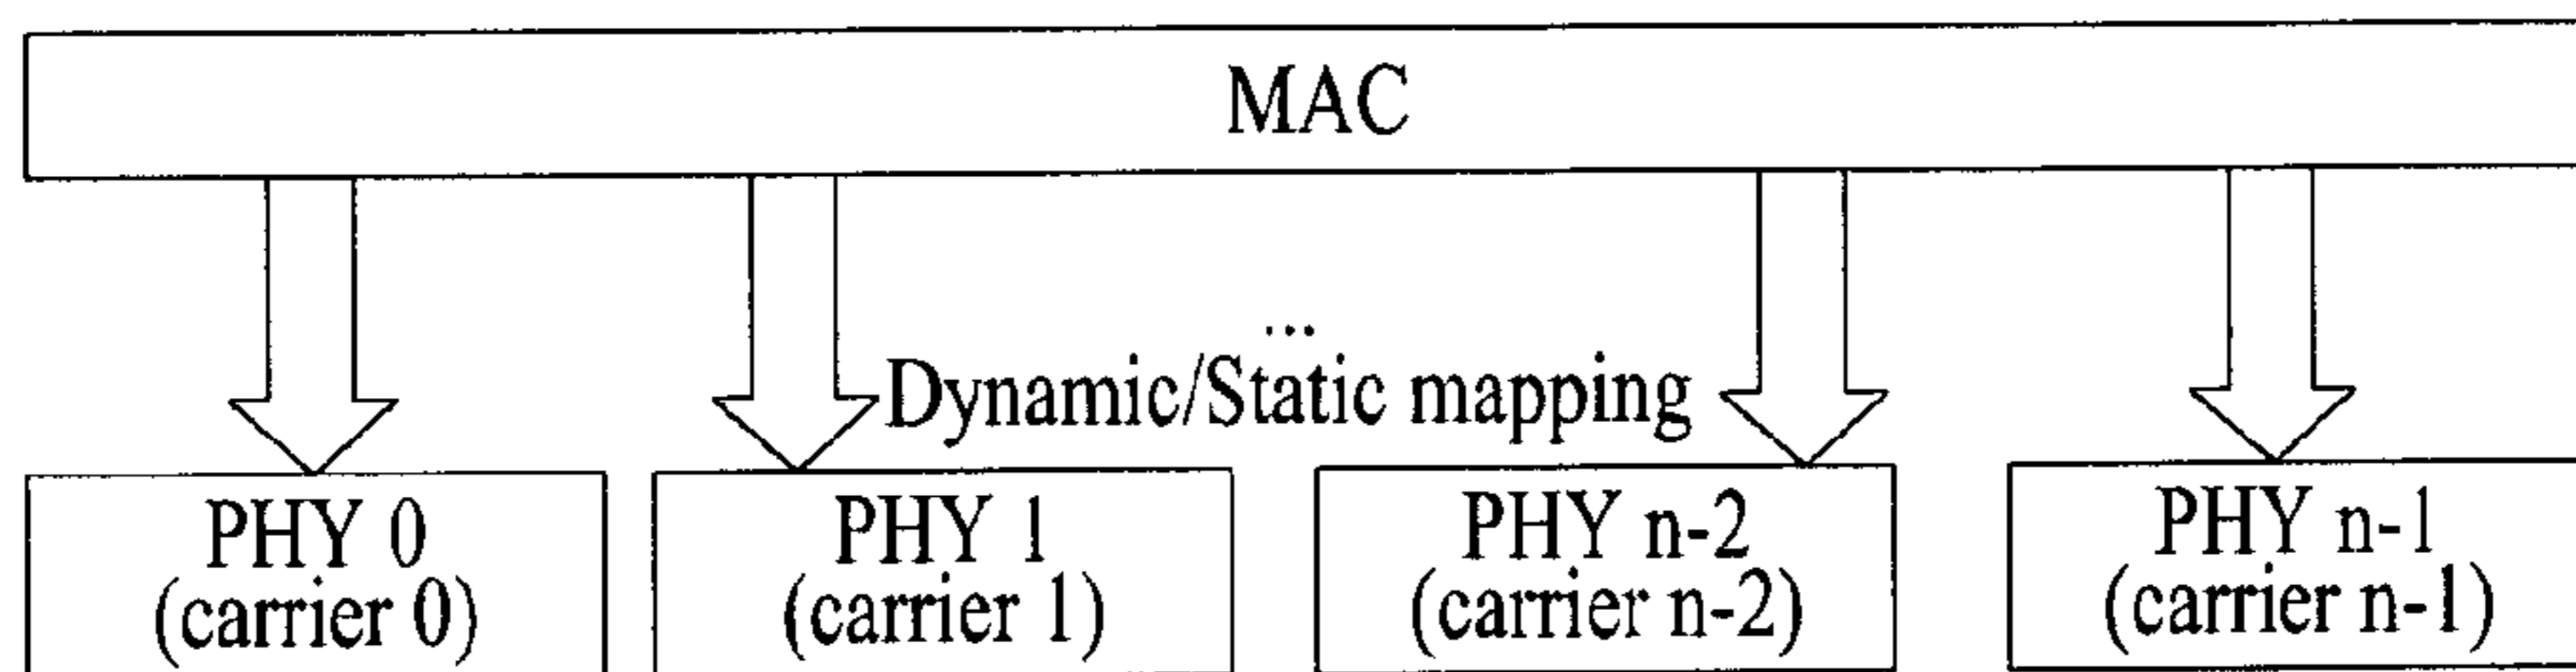 MAC
...
Dynamic/Static mapping
PHY 0
(carrier 0)
PHY 1
(carrier 1)
PHY n-2
(carrier n-2)
PHY n-1
(carrier n-1)